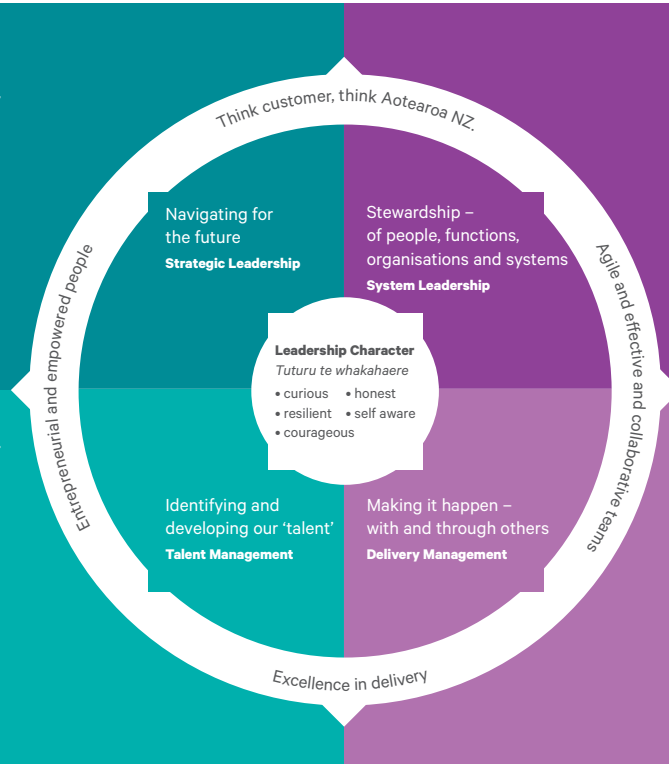 Think customer, think Aotearoa NZ.
Entrepreneurial and empowered people
Agile and effective and collaborative teams
Navigating for
the future
Strategic Leadership
Stewardship –
of people, functions,
organisations and systems
System Leadership
Leadership Character
Tuturu te whakahaere
• curious • honest
• resilient • self aware
• courageous
Identifying and
developing our ‘talent’
Talent Management
Making it happen –
with and through others
Delivery Management
Excellence in delivery